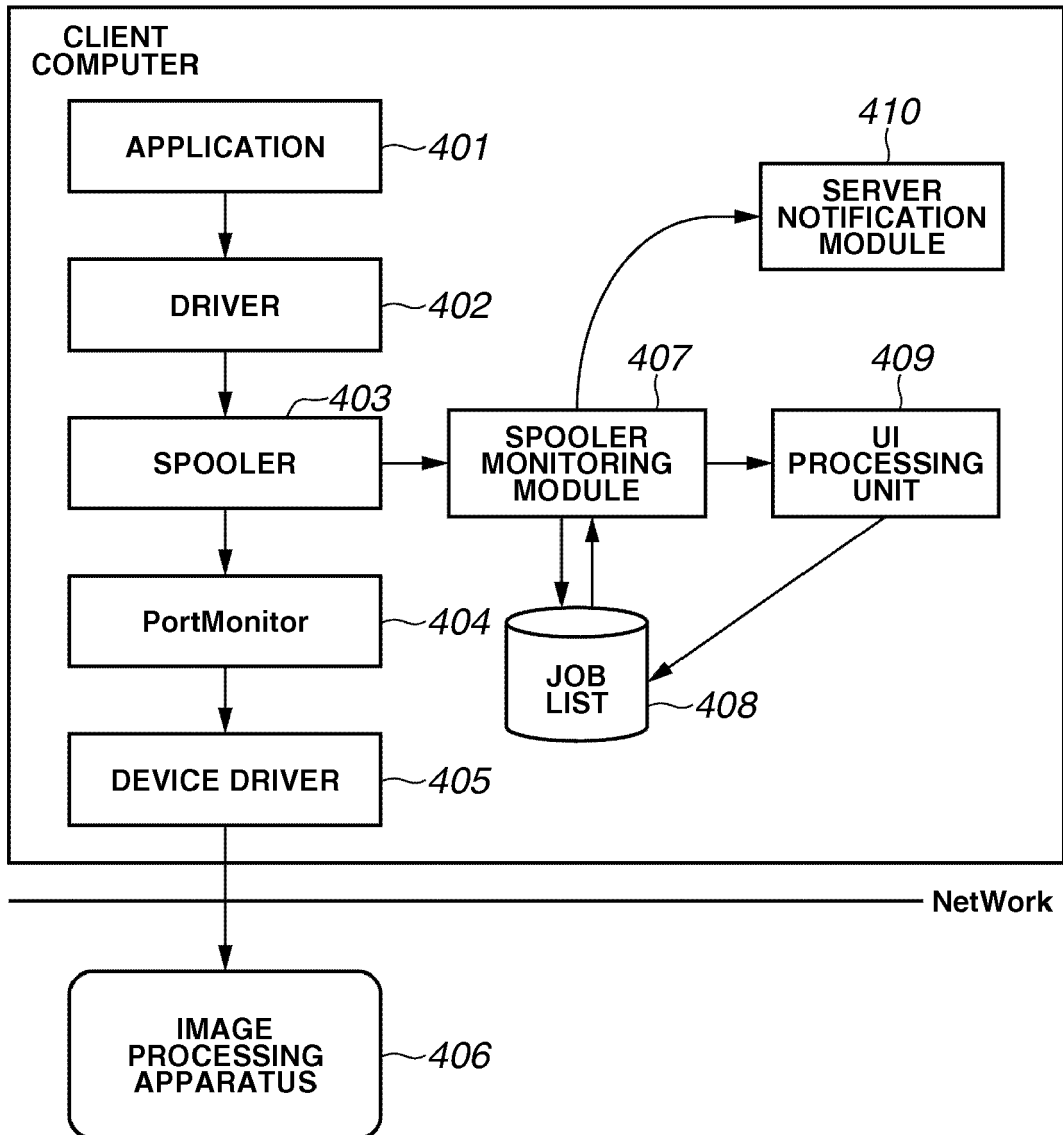 CLIENT
COMPUTER
APPLICATION
401
410
SERVER
NOTIFICATION
MODULE
DRIVER
402
403
SPOOLER
407
SPOOLER
MONITORING
MODULE
409
UI
PROCESSING
UNIT
PortMonitor
404
JOB
LIST
408
DEVICE DRIVER
405
NetWork
IMAGE
PROCESSING
APPARATUS
406